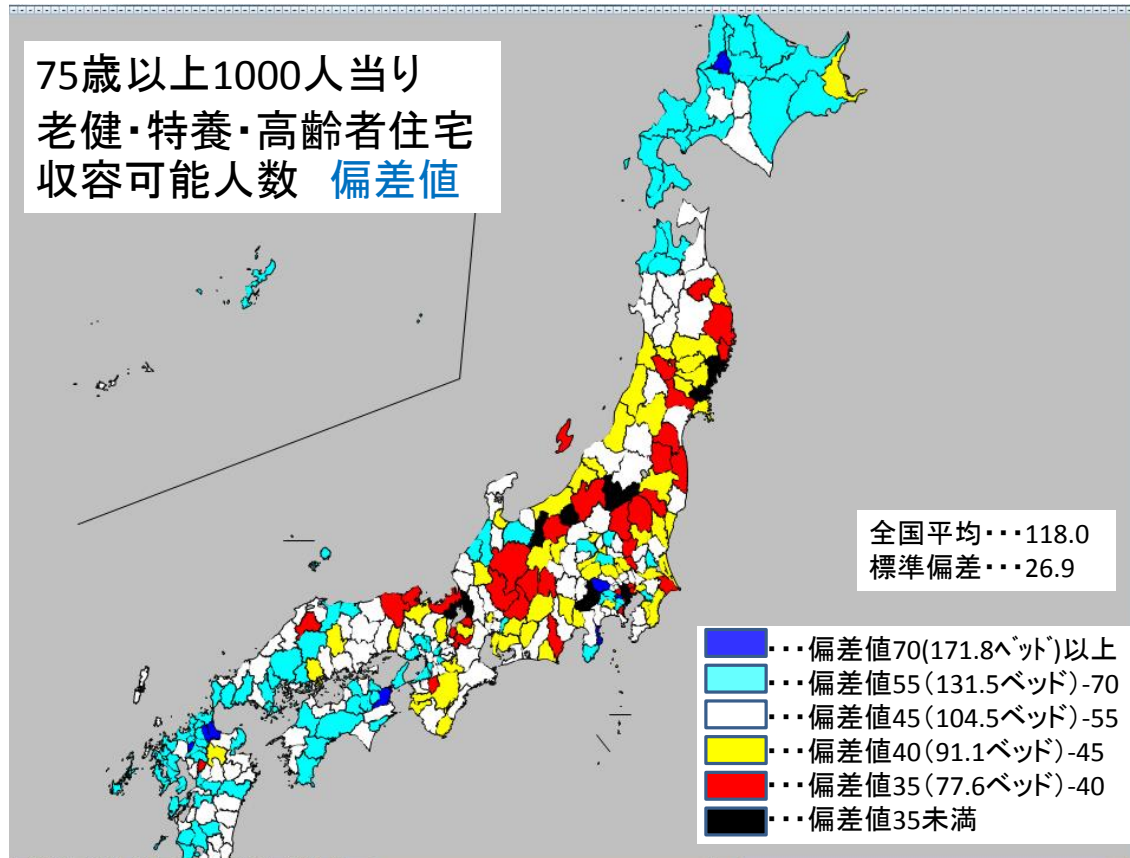 75歳以上1000人当り
老健・特養・高齢者住宅
収容可能人数 偏差値
全国平均・・・118.0
標準偏差・・・26.9
・・・偏差値70(171.8ﾍﾞｯﾄﾞ)以上
・・・偏差値55(131.5ベッド)-70
・・・偏差値45(104.5ベッド)-55
・・・偏差値40(91.1ベッド)-45
・・・偏差値35(77.6ベッド)-40
・・・偏差値35未満